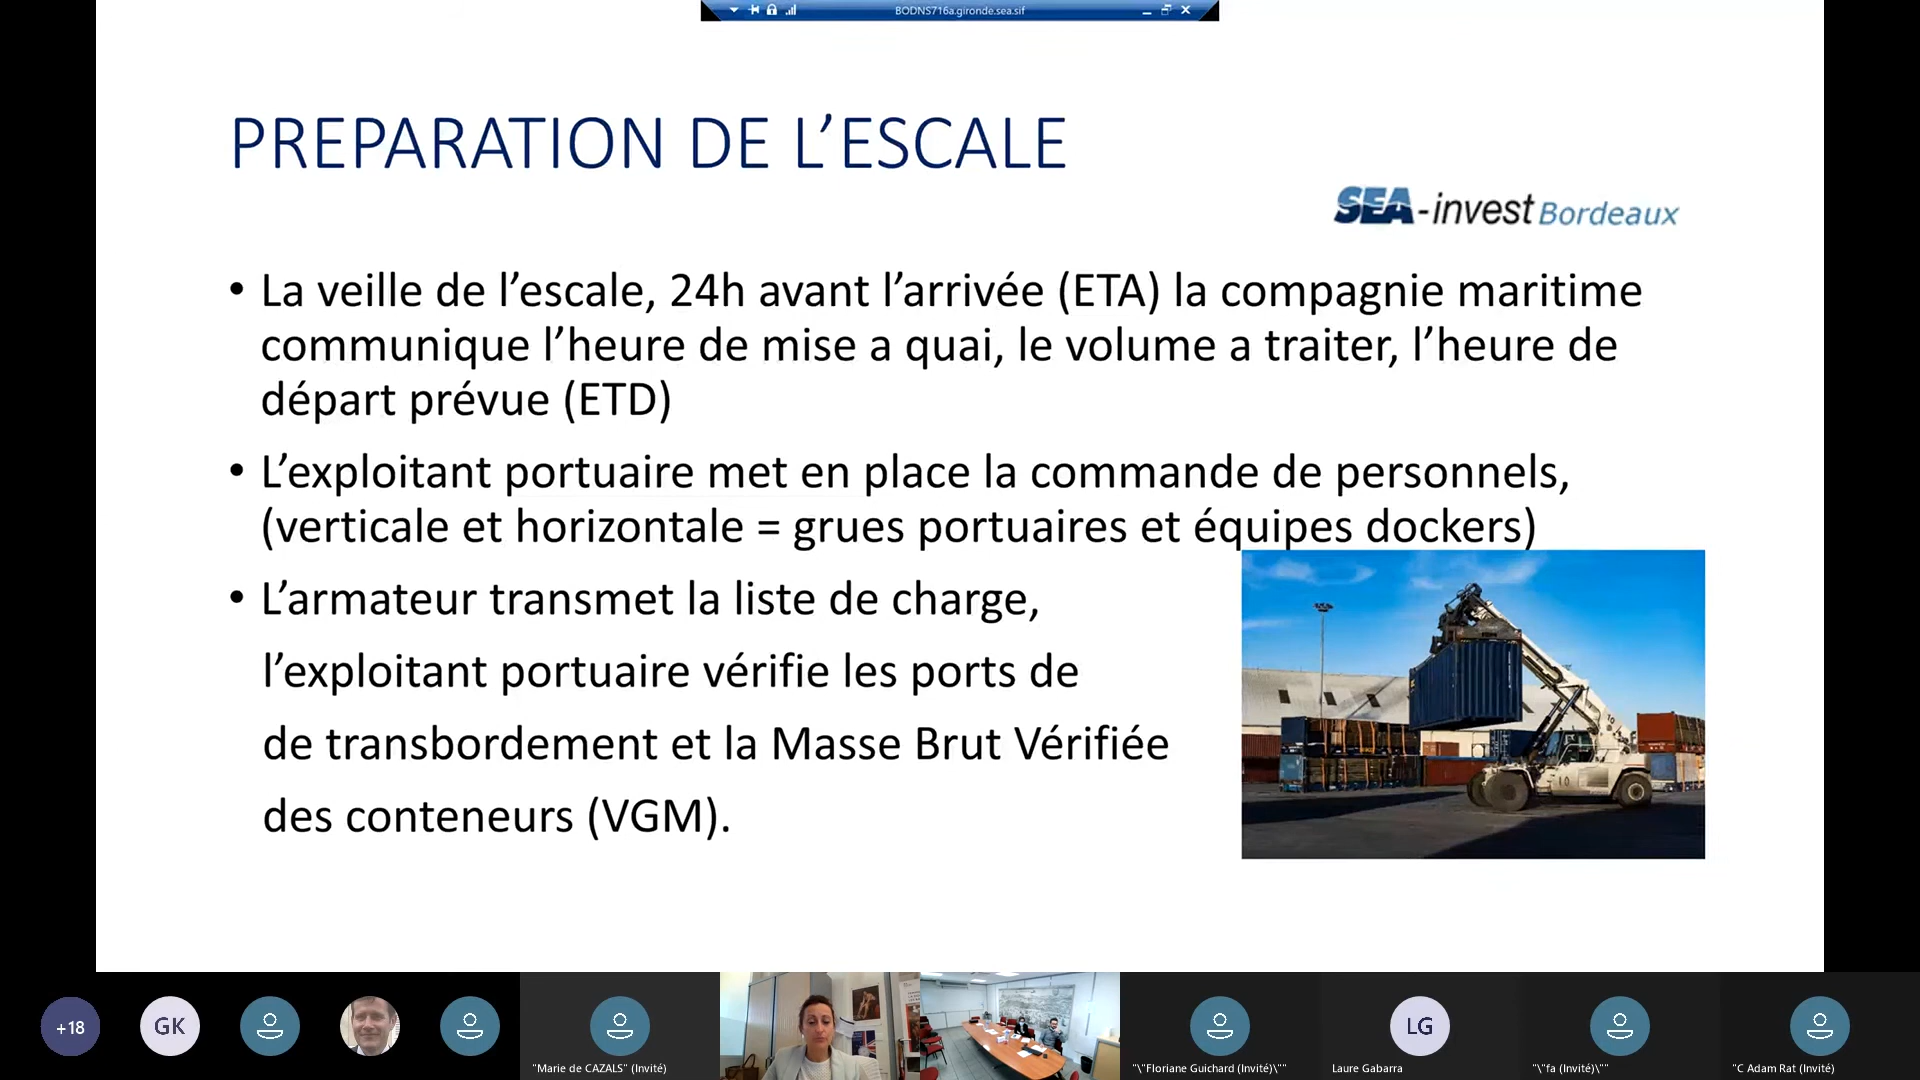 BODNS716a.gironde.sea.sif
PREPARATION DE L’ESCALE
SEA-invest Bordeaux
• La veille de l’escale, 24h avant l’arrivée (ETA) la compagnie maritime
communique l’heure de mise a quai, le volume a traiter, l’heure de
départ prévue (ETD)
• L’exploitant portuaire met en place la commande de personnels,
(verticale et horizontale = grues portuaires et équipes dockers)
• L’armateur transmet la liste de charge,
l’exploitant portuaire vérifie les ports de
de transbordement et la Masse Brut Vérifiée
des conteneurs (VGM).
+18
GK
"Marie de CAZALS" (Invité)
"\"Floriane Guichard (Invité)\""
LG
Laure Gabarra
"\"fa (Invité)\""
"C Adam Rat (Invité)